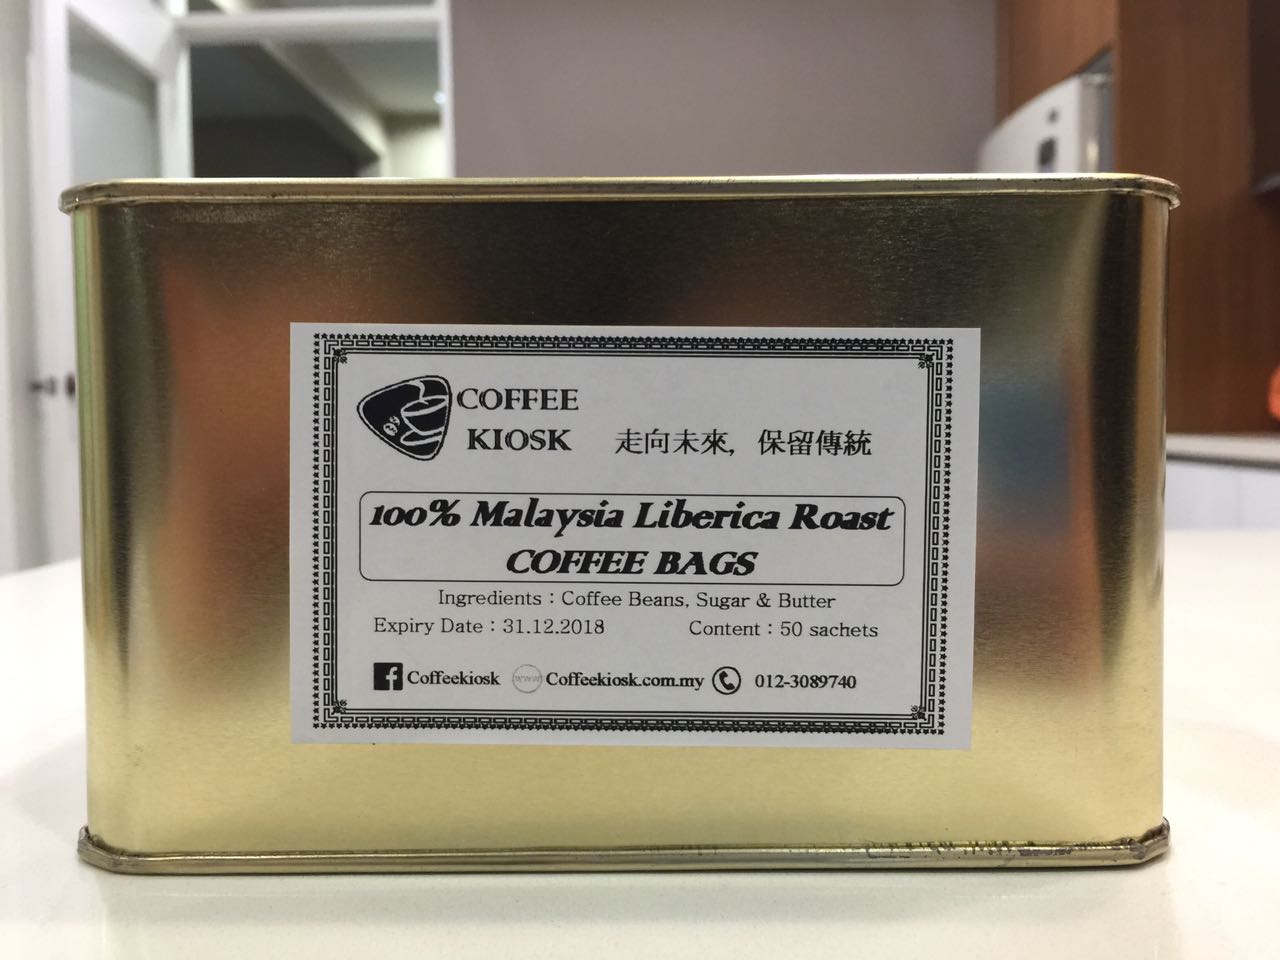 COFFEE
KIOSK
走向未來, 保留傳統
100% Malaysia Liberica Roast
COFFEE BAGS
Ingredients : Coffee Beans, Sugar & Butter
Expiry Date : 31.12.2018 Content : 50 sachets
Coffeekiosk www Coffeekiosk.com.my 012-3089740